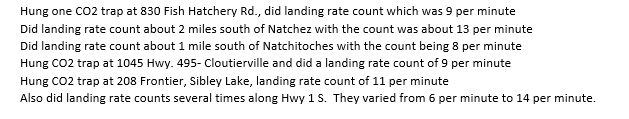 Hung one CO2 trap at 830 Fish Hatchery Rd., did landing rate count which was 9 per minute
Did landing rate count about 2 miles south of Natchez with the count was about 13 per minute
Did landing rate count about 1 mile south of Natchitoches with the count being 8 per minute
Hung CO2 trap at 1045 Hwy. 495- Cloutierville and did a landing rate count of 9 per minute
Hung CO2 trap at 208 Frontier, Sibley Lake, landing rate count of 11 per minute
Also did landing rate counts several times along Hwy 1 S.  They varied from 6 per minute to 14 per minute.